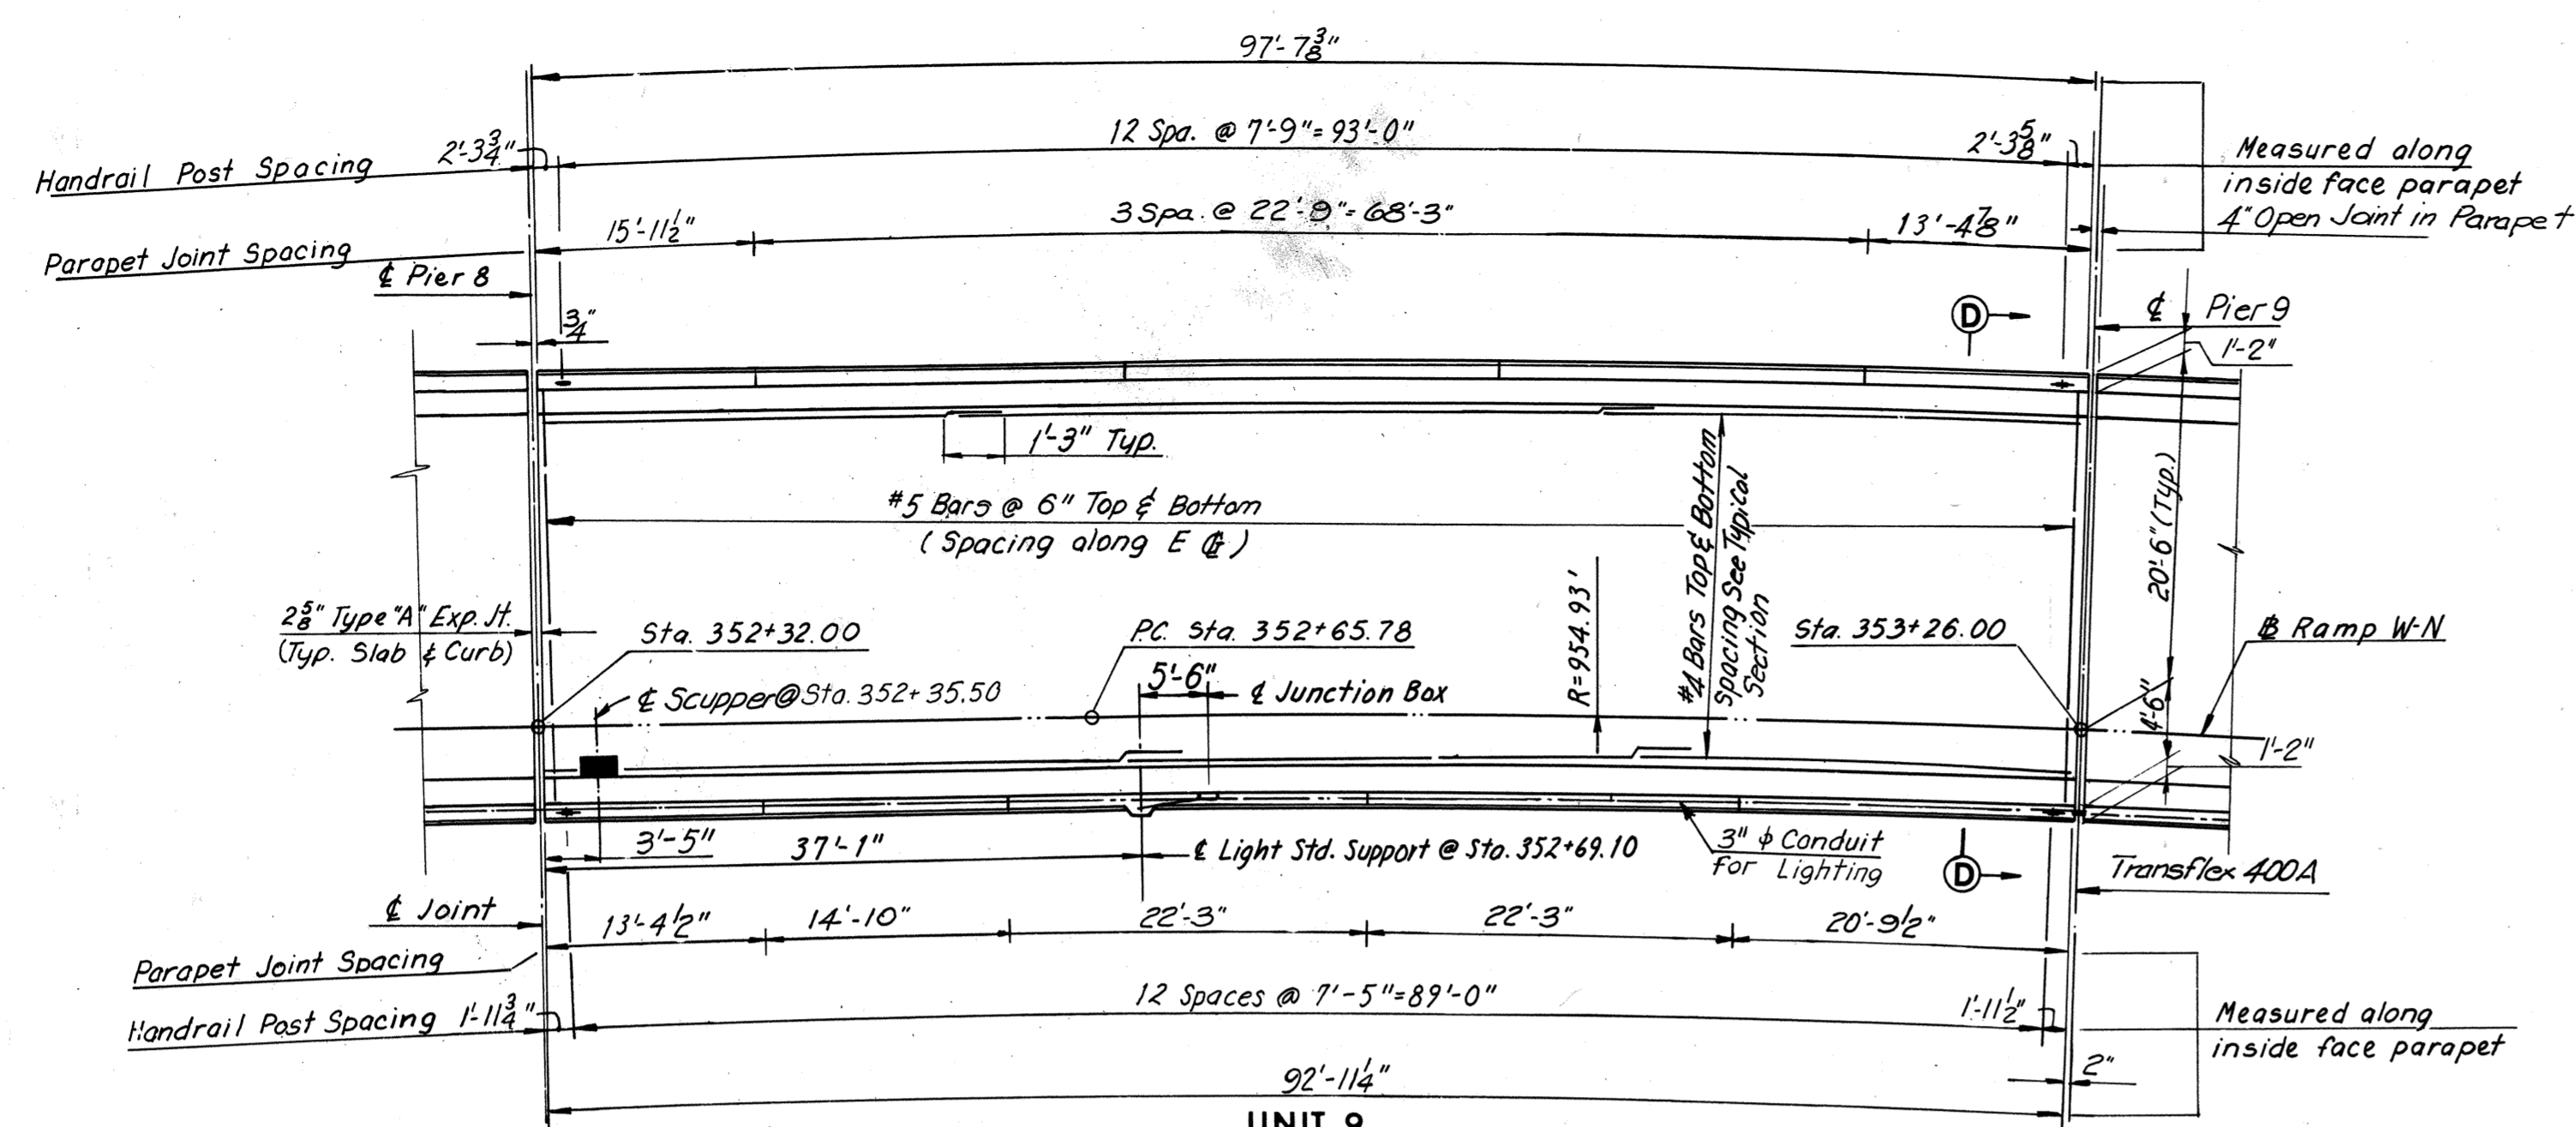 97'-7 3/8"
12 Spa. @ 7'-9"=93'-0"
2'-3 3/4"
2'-3 5/8"
Handrail Post Spacing
Measured along
inside face parapet
4" Open Joint in Parapet
15'-11 1/2"
3 Spa. @ 22'-9"=68'-3"
13'-4 7/8"
Parapet Joint Spacing
℄ Pier 8
3/4"
D
℄ Pier 9
1'-2"
1'-3" Typ.
#5 Bars @ 6" Top & Bottom
(Spacing along E ℄)
#4 Bars Top & Bottom
Spacing See Typical
Section
20'-6" (Typ.)
2 5/8" Type "A" Exp. Jt.
(Typ. Slab & Curb)
Sta. 352+32.00
P.C. Sta. 352+65.78
R=954.93'
Sta. 353+26.00
Ramp W-N
5'-6"
℄ Scupper@Sta. 352+35.50
℄ Junction Box
4'-6"
1'-2"
3'-5"
37'-1"
℄ Light Std. Support @ Sta. 352+69.10
3" ϕ Conduit
for Lighting
D
Transflex 400A
℄ Joint
13'-4 1/2"
14'-10"
22'-3"
22'-3"
20'-9 1/2"
Parapet Joint Spacing
12 Spaces @ 7'-5"=89'-0"
Handrail Post Spacing
1'-11 3/4"
1'-11 1/2"
Measured along
inside face parapet
2"
92'-11 1/4"
UNIT 9